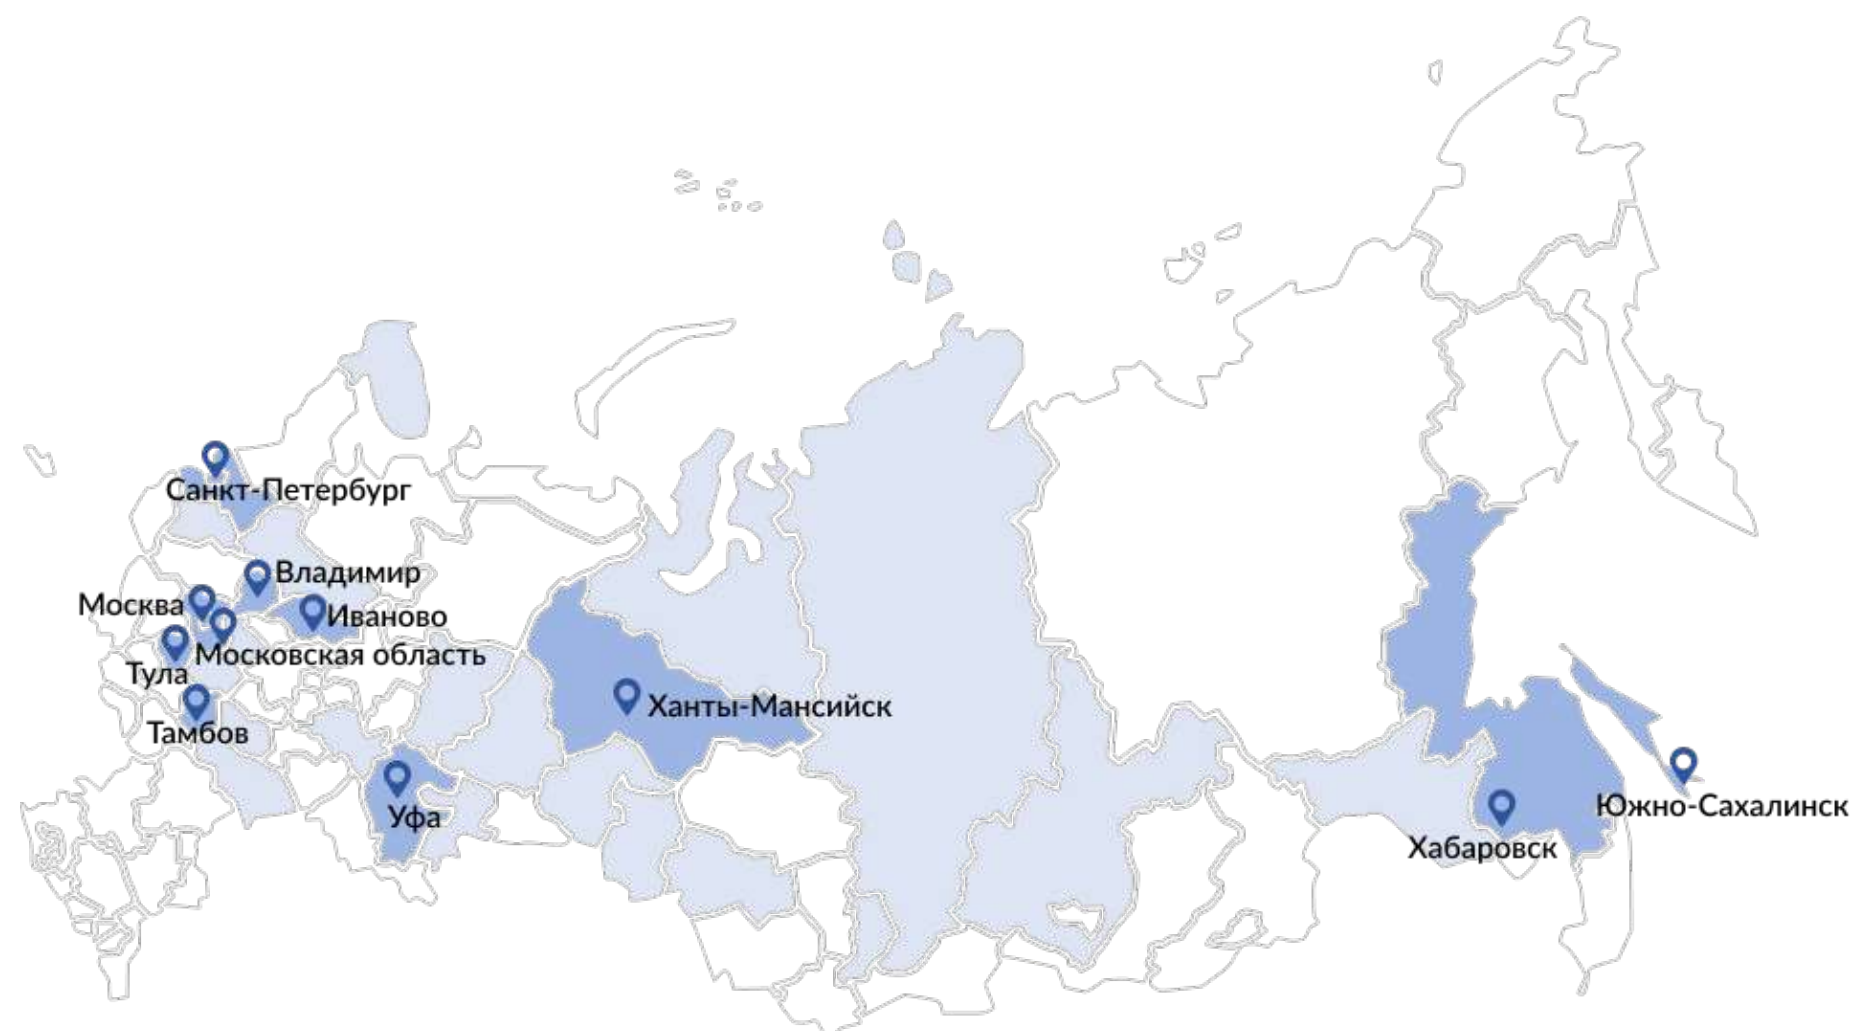 Санкт-Петербург
Владимир
Москва
Иваново
Московская область
Тула
Ханты-Мансийск
Тамбов
Уфа
Южно-Сахалинск
Хабаровск